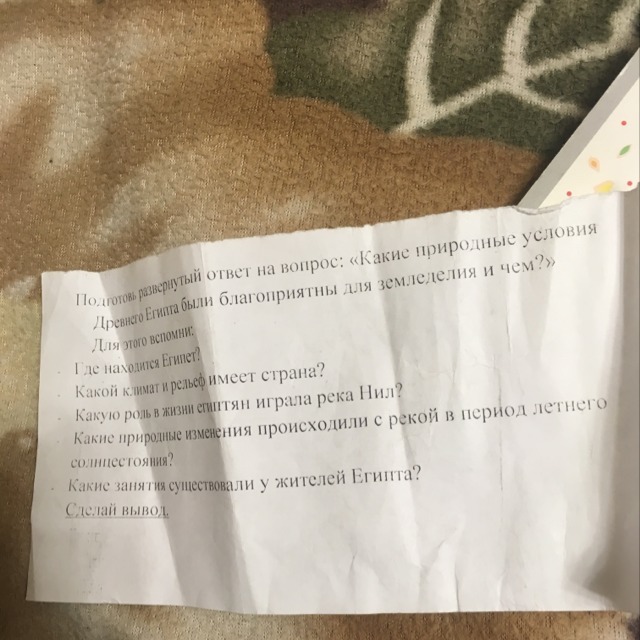 Подготовь развернутый ответ на вопрос: «Какие природные условия
Древнего Египта были благоприятны для земледелия и чем?»
Для этого вспомни:
- Где находится Египет?
- Какой климат и рельеф имеет страна?
- Какую роль в жизни египтян играла река Нил?
- Какие природные изменения происходили с рекой в период летнего
солнцестояния?
- Какие занятия существовали у жителей Египта?
Сделай вывод.